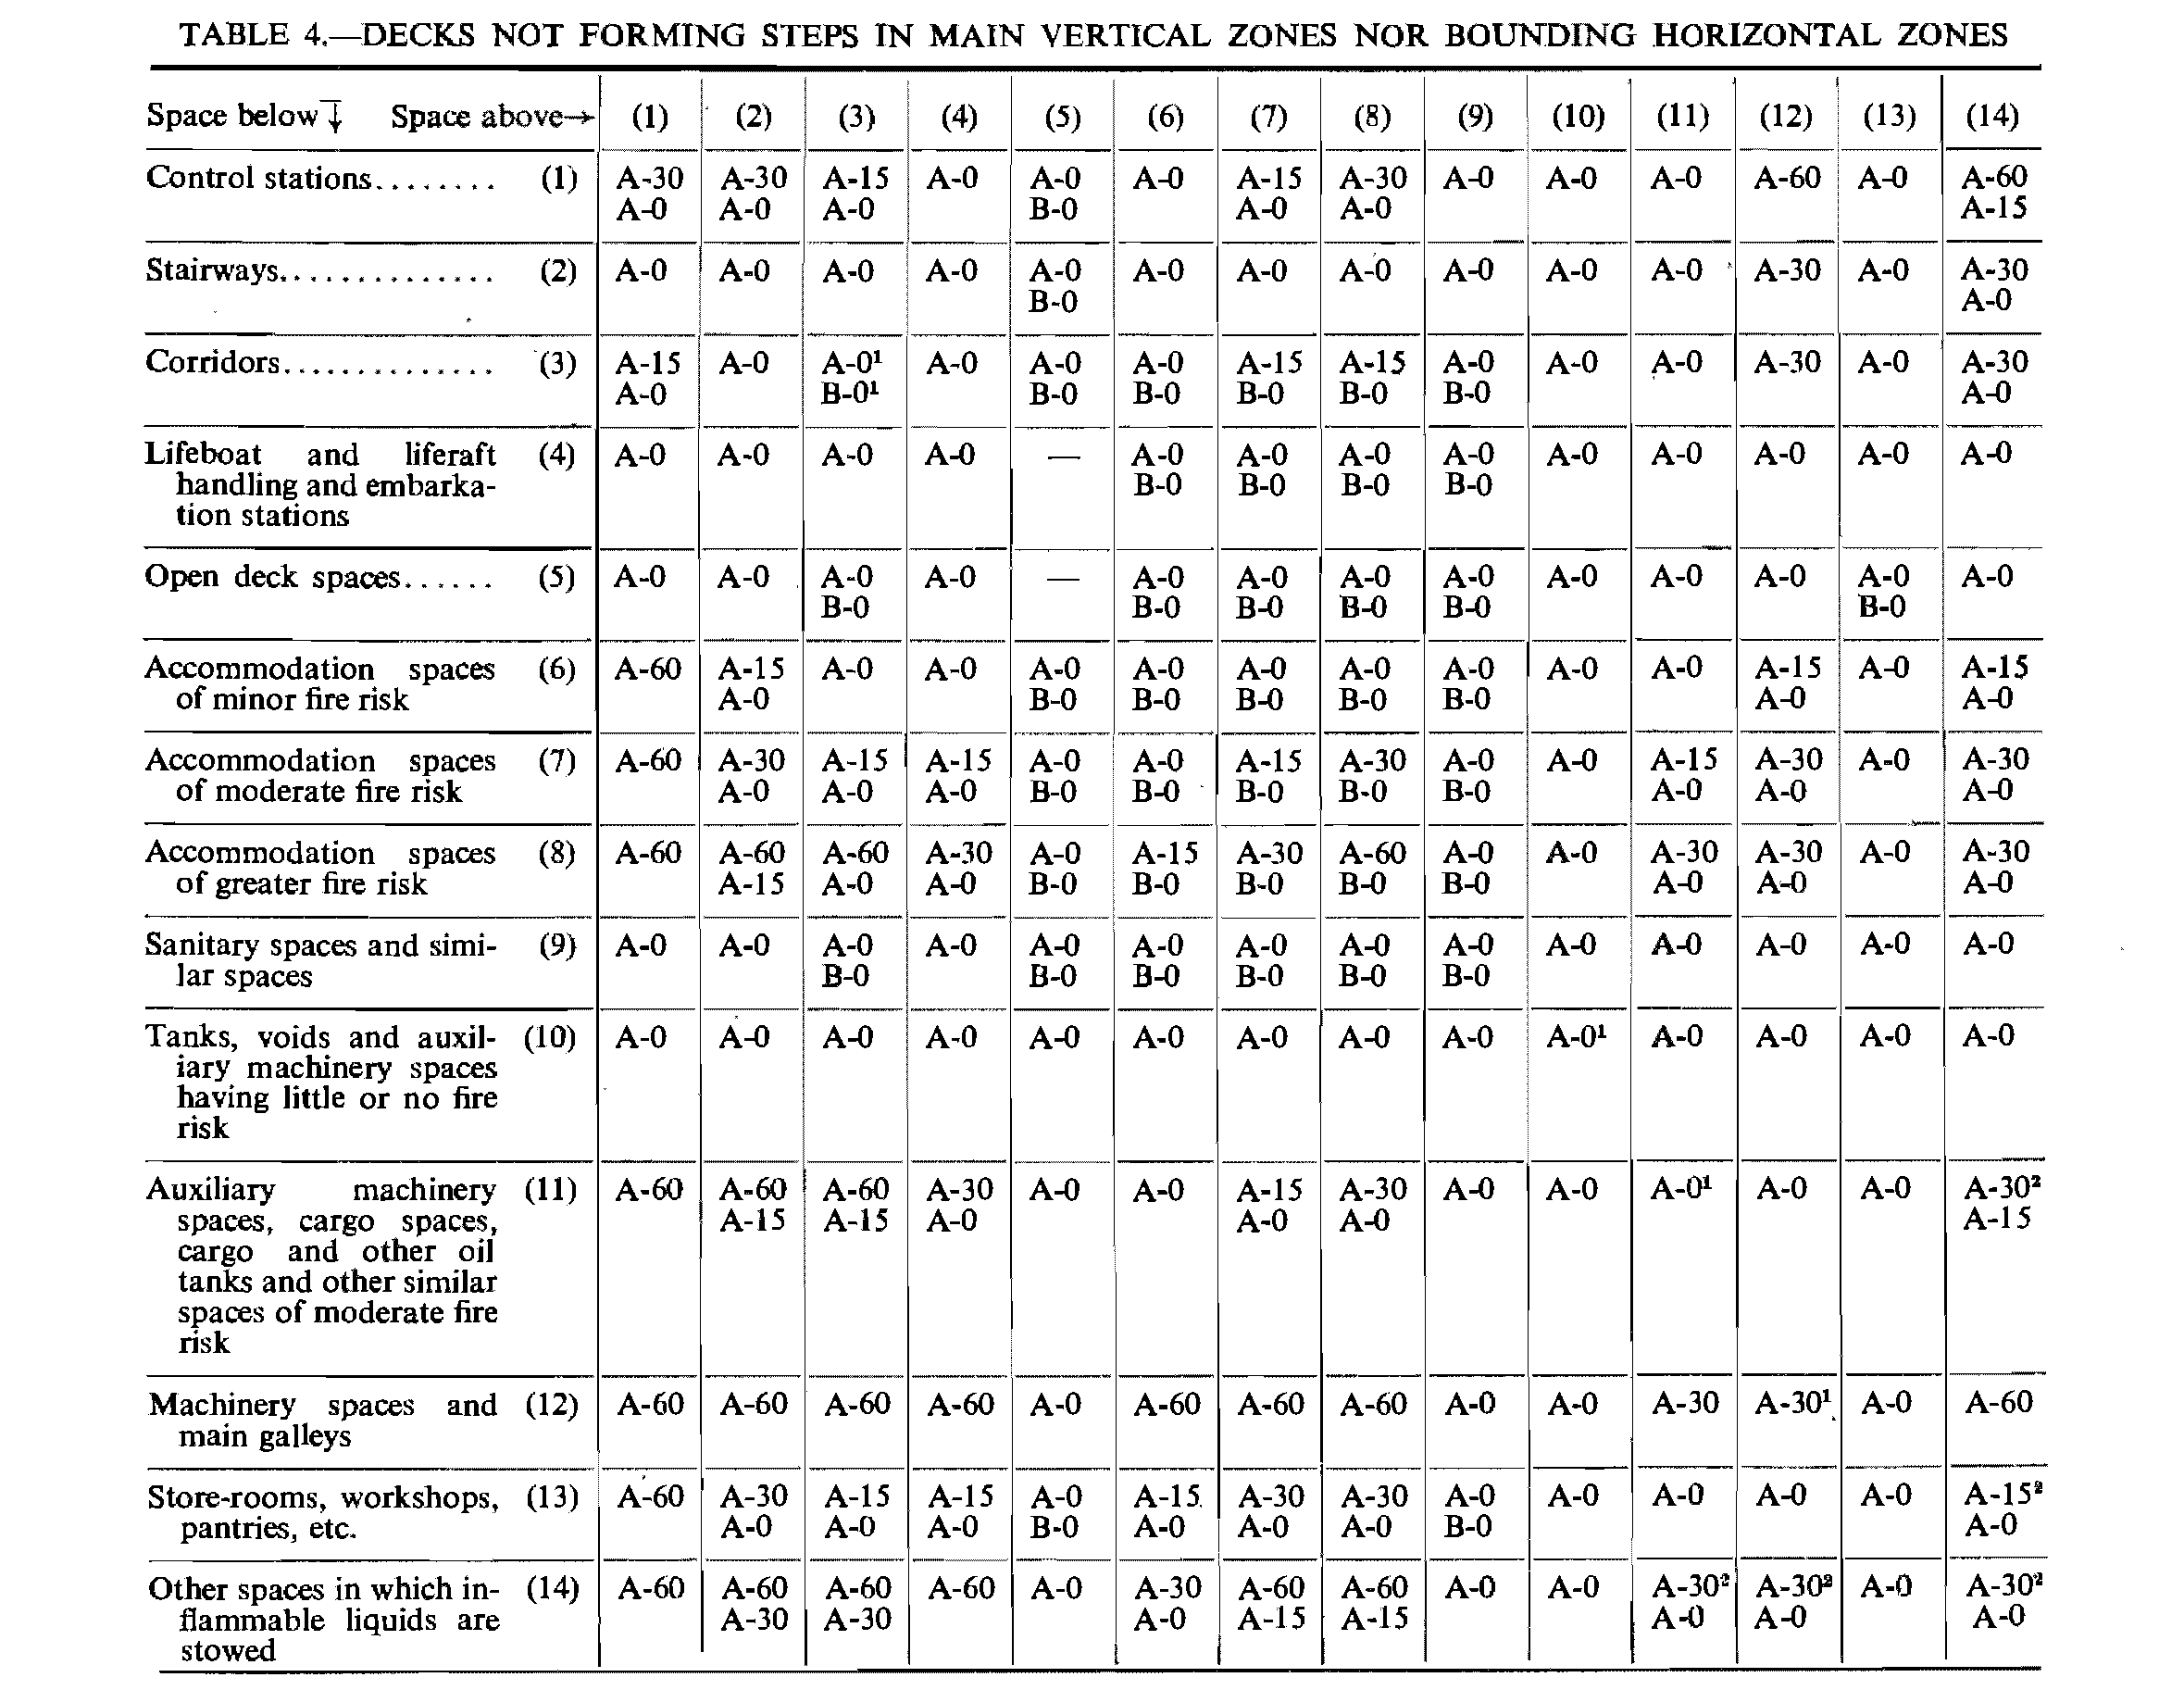 TABLE 4.—DECKS NOT FORMING STEPS IN MAIN VERTICAL ZONES NOR BOUNDING HORIZONTAL ZONES
Space below↧ Space above→ (1) (2) (3) (4) (5) (6) (7) (8) (9) (10) (11) (12) (13) (14)
Control stations........ (1) A-30 A-30 A-15 A-0 A-0 A-0 A-15 A-30 A-0 A-0 A-0 A-60 A-0 A-60
A-0 A-0 A-0 B-0 A-0 A-0 A-15
Stairways.............. (2) A-0 A-0 A-0 A-0 A-0 A-0 A-0 A-0 A-0 A-0 A-0 A-30 A-0 A-30
B-0 A-0
Corridors.............. (3) A-15 A-0 A-0¹ A-0 A-0 A-0 A-15 A-15 A-0 A-0 A-0 A-30 A-0 A-30
A-0 B-0¹ B-0 B-0 B-0 B-0 B-0 A-0
Lifeboat and liferaft (4) A-0 A-0 A-0 A-0 — A-0 A-0 A-0 A-0 A-0 A-0 A-0 A-0 A-0
handling and embarka- B-0 B-0 B-0 B-0
tion stations
Open deck spaces...... (5) A-0 A-0 A-0 A-0 — A-0 A-0 A-0 A-0 A-0 A-0 A-0 A-0 A-0
B-0 B-0 B-0 B-0 B-0 B-0
Accommodation spaces (6) A-60 A-15 A-0 A-0 A-0 A-0 A-0 A-0 A-0 A-0 A-0 A-15 A-0 A-15
of minor fire risk A-0 B-0 B-0 B-0 B-0 B-0 A-0 A-0
Accommodation spaces (7) A-60 A-30 A-15 A-15 A-0 A-0 A-15 A-30 A-0 A-0 A-15 A-30 A-0 A-30
of moderate fire risk A-0 A-0 A-0 B-0 B-0 B-0 B-0 B-0 A-0 A-0 A-0
Accommodation spaces (8) A-60 A-60 A-60 A-30 A-0 A-15 A-30 A-60 A-0 A-0 A-30 A-30 A-0 A-30
of greater fire risk A-15 A-0 A-0 B-0 B-0 B-0 B-0 B-0 A-0 A-0 A-0
Sanitary spaces and simi- (9) A-0 A-0 A-0 A-0 A-0 A-0 A-0 A-0 A-0 A-0 A-0 A-0 A-0 A-0
lar spaces B-0 B-0 B-0 B-0 B-0 B-0
Tanks, voids and auxil- (10) A-0 A-0 A-0 A-0 A-0 A-0 A-0 A-0 A-0 A-0¹ A-0 A-0 A-0 A-0
iary machinery spaces
having little or no fire
risk
Auxiliary machinery (11) A-60 A-60 A-60 A-30 A-0 A-0 A-15 A-30 A-0 A-0 A-0¹ A-0 A-0 A-30²
spaces, cargo spaces, A-15 A-15 A-0 A-0 A-0 A-15
cargo and other oil
tanks and other similar
spaces of moderate fire
risk
Machinery spaces and (12) A-60 A-60 A-60 A-60 A-0 A-60 A-60 A-60 A-0 A-0 A-30 A-30¹ A-0 A-60
main galleys
Store-rooms, workshops, (13) A-60 A-30 A-15 A-15 A-0 A-15 A-30 A-30 A-0 A-0 A-0 A-0 A-0 A-15²
pantries, etc. A-0 A-0 A-0 B-0 A-0 A-0 A-0 B-0 A-0
Other spaces in which in- (14) A-60 A-60 A-60 A-60 A-0 A-30 A-60 A-60 A-0 A-0 A-30² A-30² A-0 A-30²
flammable liquids are A-30 A-30 A-0 A-15 A-15 A-0 A-0 A-0
stowed